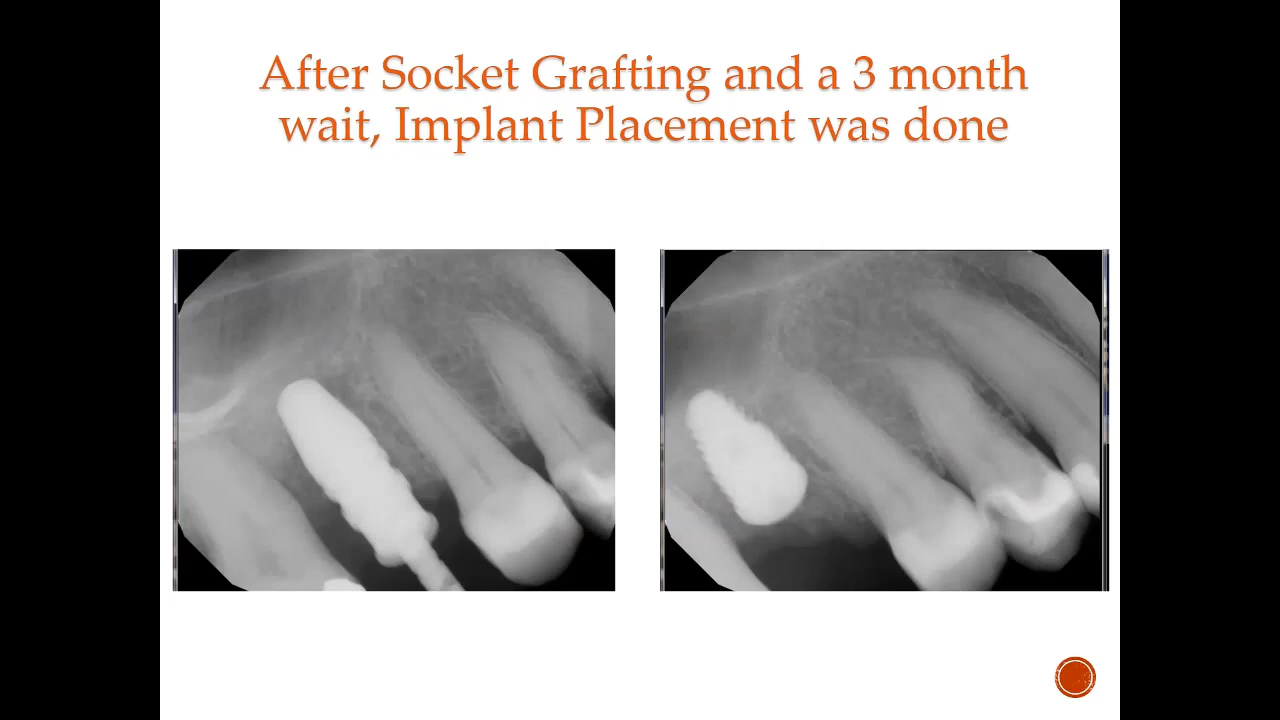 After Socket Grafting and a 3 month
wait, Implant Placement was done